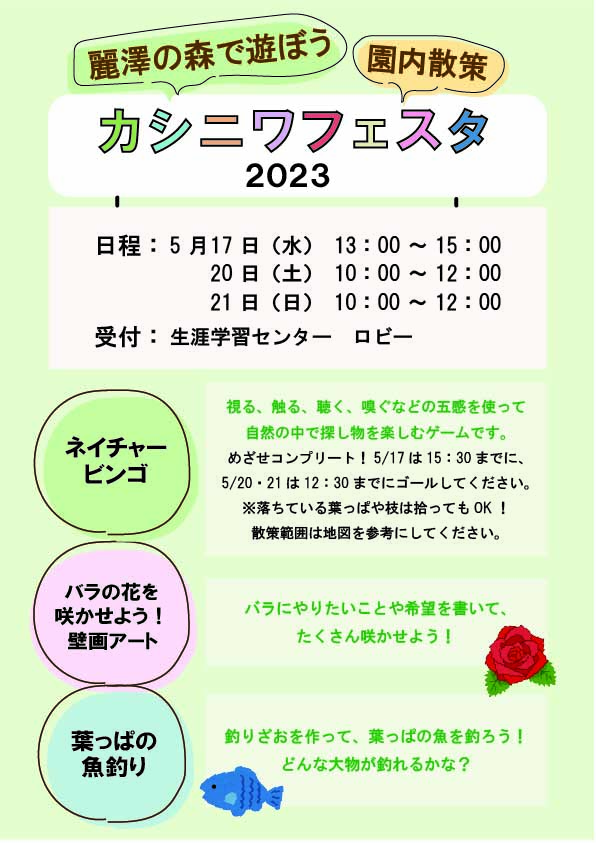 麗澤の森で遊ぼう
園内散策
カシニワフェスタ
2023
日程：5月17日（水） 13：00 ～ 15：00
20日（土） 10：00 ～ 12：00
21日（日） 10：00 ～ 12：00
受付：生涯学習センター　ロビー
ネイチャー
ビンゴ
視る、触る、聴く、嗅ぐなどの五感を使って
自然の中で探し物を楽しむゲームです。
めざせコンプリート！5/17は15：30までに、
5/20・21は12：30までにゴールしてください。
※落ちている葉っぱや枝は拾ってもOK！
散策範囲は地図を参考にしてください。
バラの花を
咲かせよう！
壁画アート
バラにやりたいことや希望を書いて、
たくさん咲かせよう！
葉っぱの
魚釣り
釣りざおを作って、葉っぱの魚を釣ろう！
どんな大物が釣れるかな？